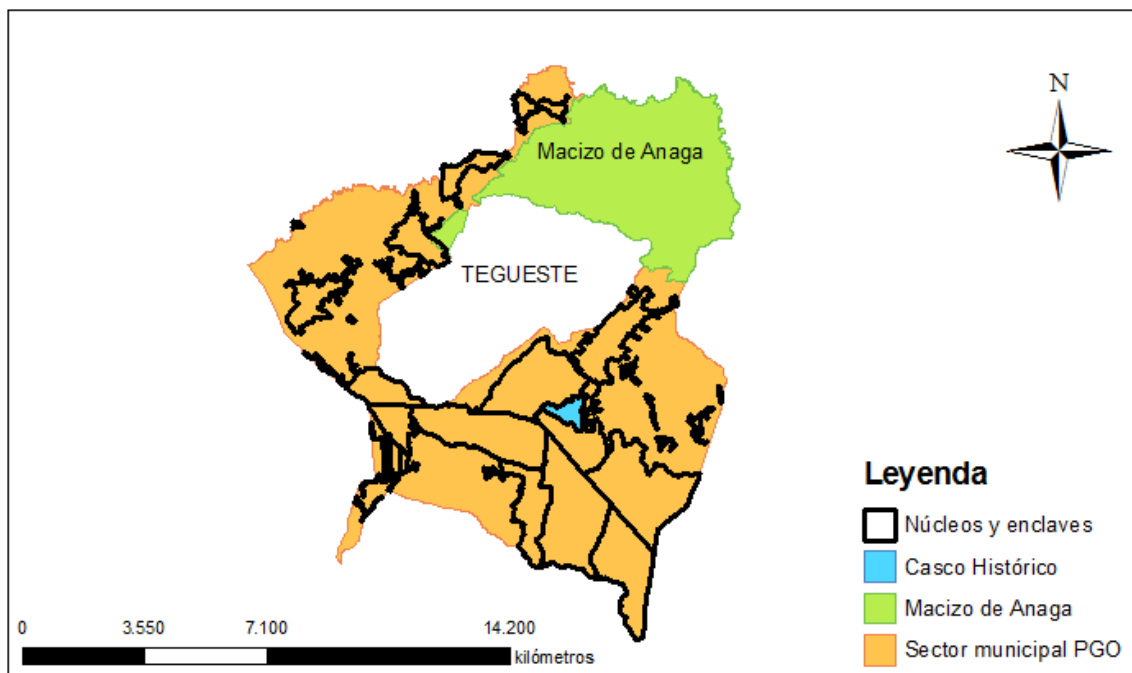 N
Macizo de Anaga
TEGUESTE
Leyenda
Núcleos y enclaves
Casco Histórico
Macizo de Anaga
Sector municipal PGO
0 3.550 7.100 14.200
kilómetros